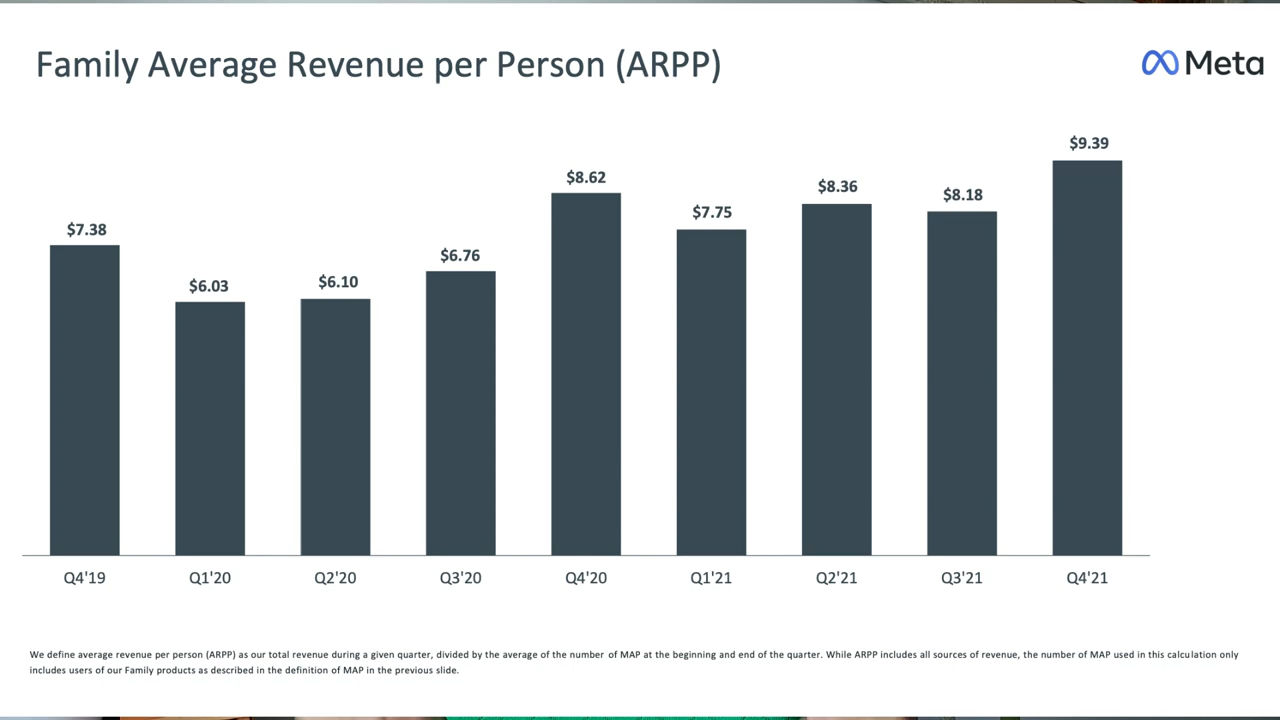 Family Average Revenue per Person (ARPP)
Meta
$7.38
$6.03
$6.10
$6.76
$8.62
$7.75
$8.36
$8.18
$9.39
Q4'19
Q1'20
Q2'20
Q3'20
Q4'20
Q1'21
Q2'21
Q3'21
Q4'21
We define average revenue per person (ARPP) as our total revenue during a given quarter, divided by the average of the number of MAP at the beginning and end of the quarter. While ARPP includes all sources of revenue, the number of MAP used in this calculation only
includes users of our Family products as described in the definition of MAP in the previous slide.